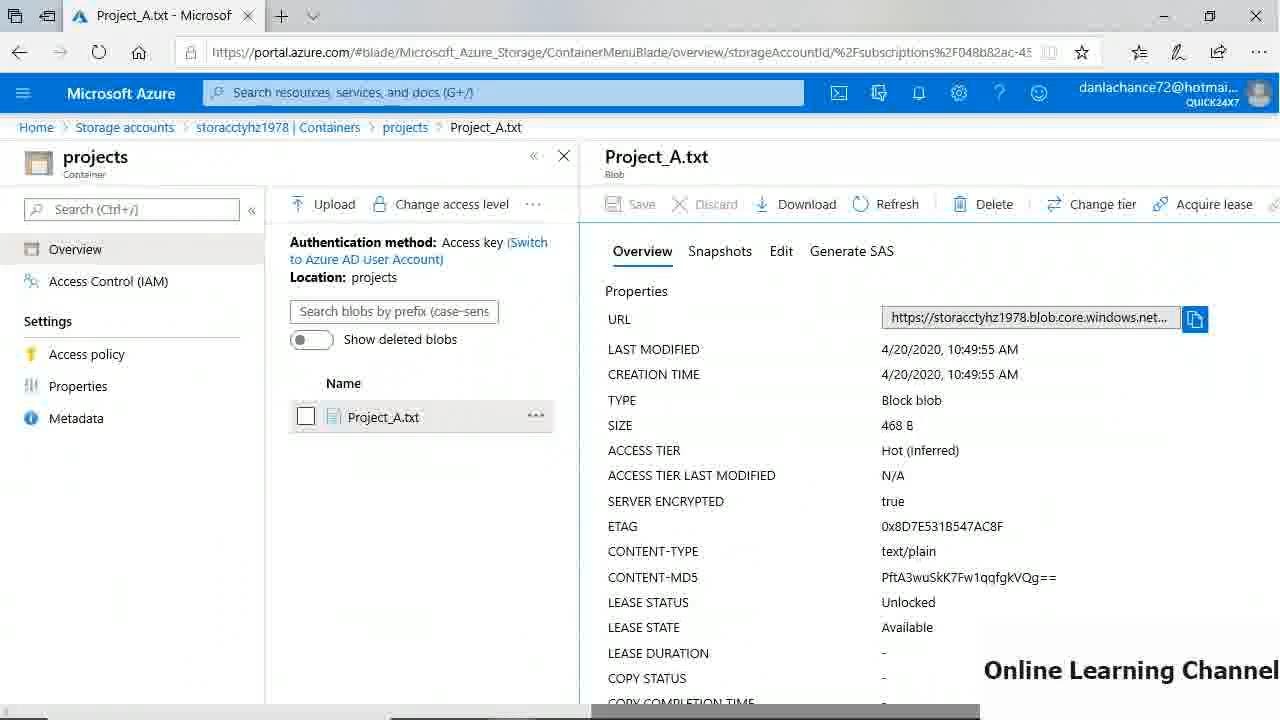 Project_A.txt - Microsof
https://portal.azure.com/#blade/Microsoft_Azure_Storage/ContainerMenuBlade/overview/storageAccountId/%2Fsubscriptions%2F048b82ac-45
Microsoft Azure
Search resources, services, and docs (G+/)
danlachance72@hotmai...
QUICK24X7
Home > Storage accounts > storacctyhz1978 | Containers > projects > Project_A.txt
projects
Container
Search (Ctrl+/)
Overview
Access Control (IAM)
Settings
Access policy
Properties
Metadata
Upload Change access level ...
Authentication method: Access key (Switch
to Azure AD User Account)
Location: projects
Search blobs by prefix (case-sens
Show deleted blobs
Name
Project_A.txt ...
Project_A.txt
Blob
Save Discard Download Refresh Delete Change tier Acquire lease
Overview Snapshots Edit Generate SAS
Properties
URL https://storacctyhz1978.blob.core.windows.net...
LAST MODIFIED 4/20/2020, 10:49:55 AM
CREATION TIME 4/20/2020, 10:49:55 AM
TYPE Block blob
SIZE 468 B
ACCESS TIER Hot (Inferred)
ACCESS TIER LAST MODIFIED N/A
SERVER ENCRYPTED true
ETAG 0x8D7E531B547AC8F
CONTENT-TYPE text/plain
CONTENT-MD5 PftA3wuSkK7Fw1qqfgkVQg==
LEASE STATUS Unlocked
LEASE STATE Available
LEASE DURATION -
COPY STATUS -
COPY COMPLETION TIME -
Online Learning Channel